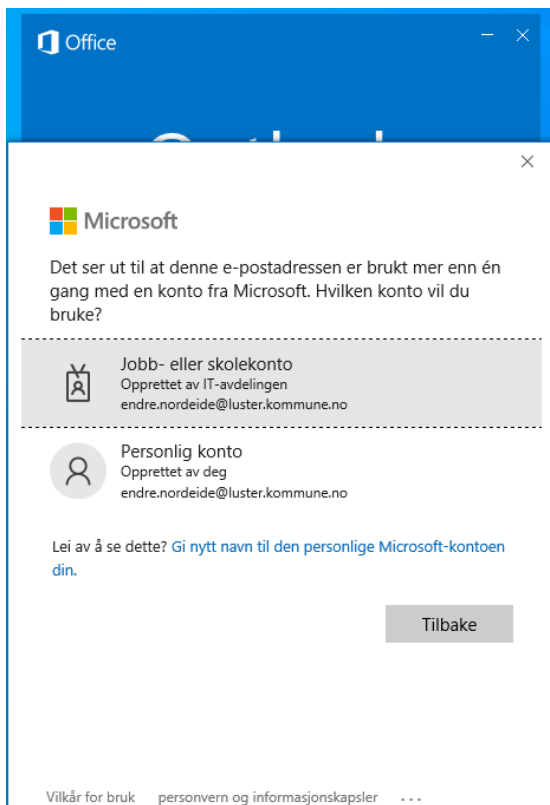 Office
Microsoft
Det ser ut til at denne e-postadressen er brukt mer enn én
gang med en konto fra Microsoft. Hvilken konto vil du
bruke?
Jobb- eller skolekonto
Opprettet av IT-avdelingen
endre.nordeide@luster.kommune.no
Personlig konto
Opprettet av deg
endre.nordeide@luster.kommune.no
Lei av å se dette? Gi nytt navn til den personlige Microsoft-kontoen
din.
Tilbake
Vilkår for bruk personvern og informasjonskapsler ...